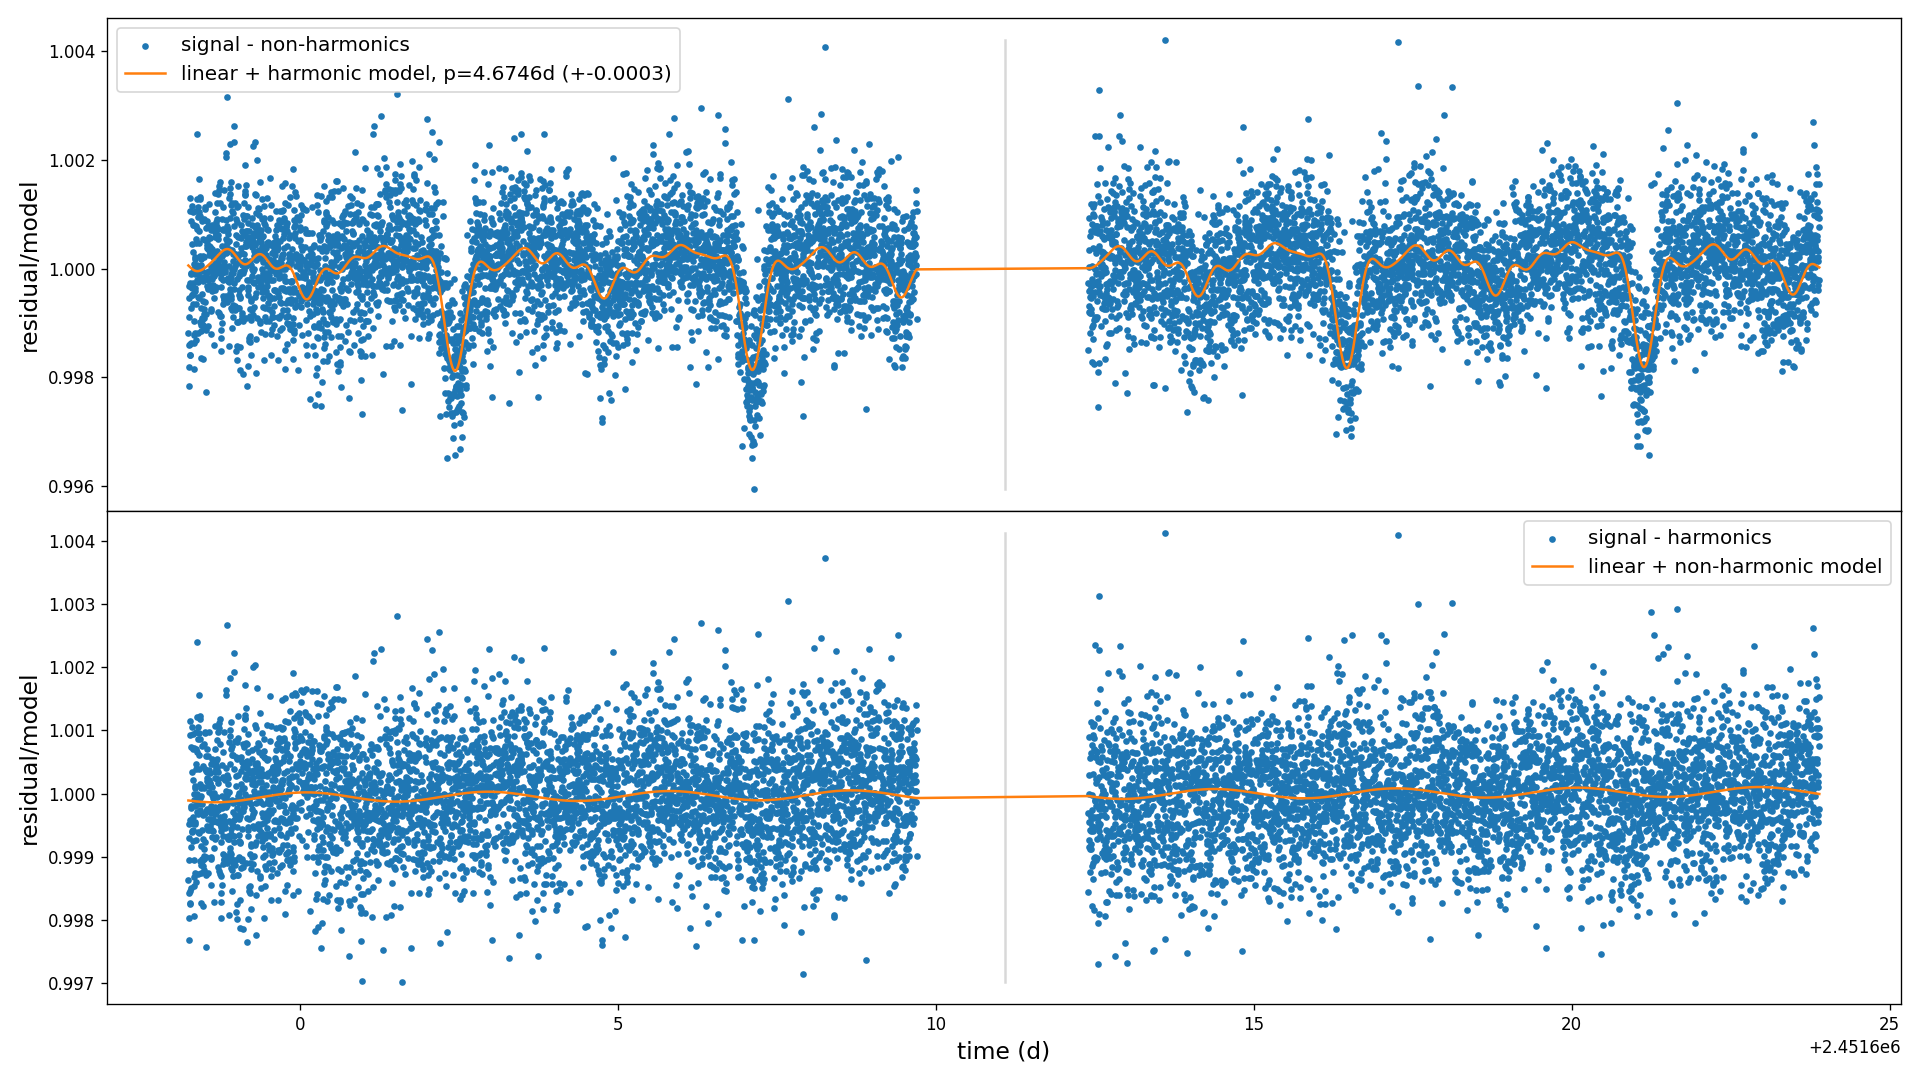 signal - non-harmonics
linear + harmonic model, p=4.6746d (+-0.0003)
1.004
1.002
1.000
0.998
0.996
residual/model
signal - harmonics
linear + non-harmonic model
1.004
1.003
1.002
1.001
1.000
0.999
0.998
0.997
residual/model
0
5
10
15
20
25
time (d)
+2.4516e6